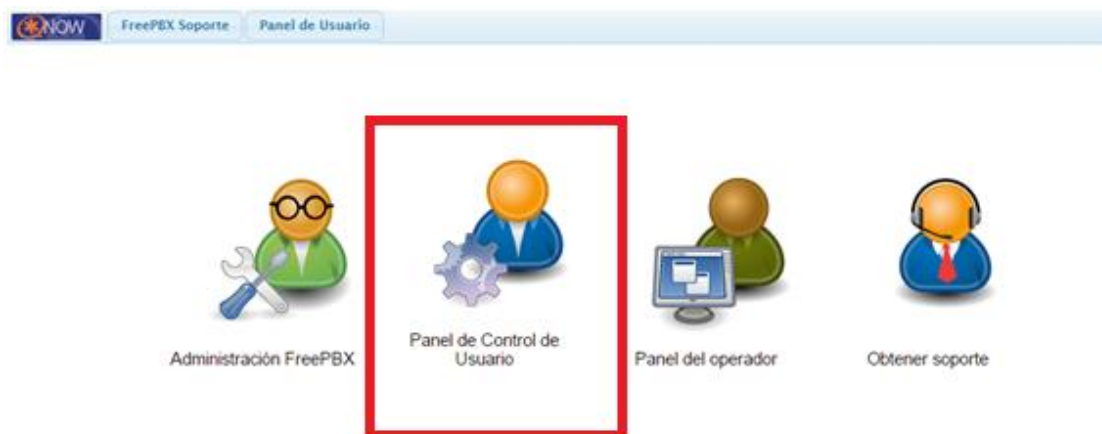 NOW
FreePBX Soporte
Panel de Usuario
Administración FreePBX
Panel de Control de
Usuario
Panel del operador
Obtener soporte